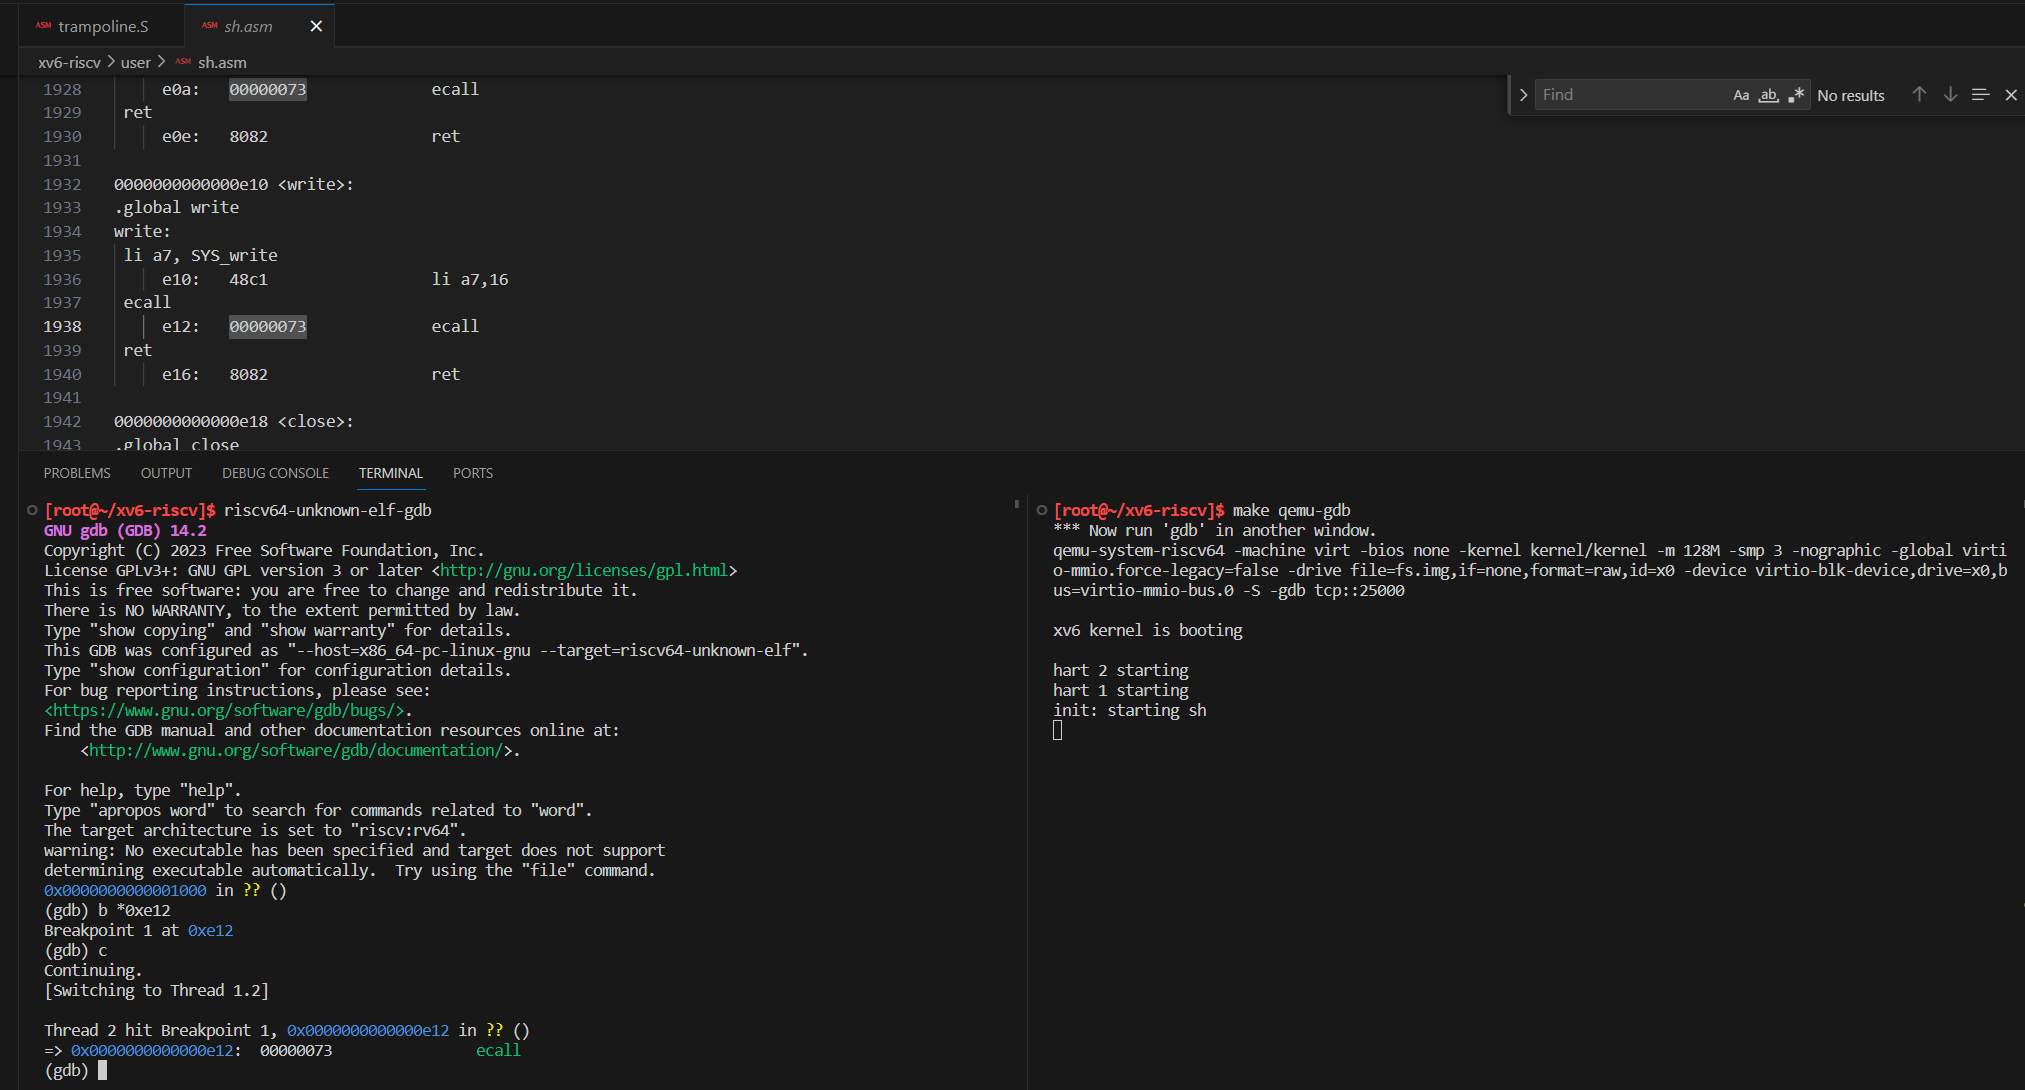 ASM trampoline.S
ASM sh.asm
xv6-riscv > user > ASM sh.asm
Find
Aa ab .* No results
1928 e0a: 00000073 ecall
1929 ret
1930 e0e: 8082 ret
1931
1932 0000000000000e10 <write>:
1933 .global write
1934 write:
1935 li a7, SYS_write
1936 e10: 48c1 li a7,16
1937 ecall
1938 e12: 00000073 ecall
1939 ret
1940 e16: 8082 ret
1941
1942 0000000000000e18 <close>:
1943 .global close
PROBLEMS OUTPUT DEBUG CONSOLE TERMINAL PORTS
[root@~/xv6-riscv]$ riscv64-unknown-elf-gdb
GNU gdb (GDB) 14.2
Copyright (C) 2023 Free Software Foundation, Inc.
License GPLv3+: GNU GPL version 3 or later <http://gnu.org/licenses/gpl.html>
This is free software: you are free to change and redistribute it.
There is NO WARRANTY, to the extent permitted by law.
Type "show copying" and "show warranty" for details.
This GDB was configured as "--host=x86_64-pc-linux-gnu --target=riscv64-unknown-elf".
Type "show configuration" for configuration details.
For bug reporting instructions, please see:
<https://www.gnu.org/software/gdb/bugs/>.
Find the GDB manual and other documentation resources online at:
<http://www.gnu.org/software/gdb/documentation/>.
For help, type "help".
Type "apropos word" to search for commands related to "word".
The target architecture is set to "riscv:rv64".
warning: No executable has been specified and target does not support
determining executable automatically.  Try using the "file" command.
0x0000000000001000 in ?? ()
(gdb) b *0xe12
Breakpoint 1 at 0xe12
(gdb) c
Continuing.
[Switching to Thread 1.2]
Thread 2 hit Breakpoint 1, 0x0000000000000e12 in ?? ()
=> 0x0000000000000e12: 00000073 ecall
(gdb)
[root@~/xv6-riscv]$ make qemu-gdb
*** Now run 'gdb' in another window.
qemu-system-riscv64 -machine virt -bios none -kernel kernel/kernel -m 128M -smp 3 -nographic -global virti
o-mmio.force-legacy=false -drive file=fs.img,if=none,format=raw,id=x0 -device virtio-blk-device,drive=x0,b
us=virtio-mmio-bus.0 -S -gdb tcp::25000
xv6 kernel is booting
hart 2 starting
hart 1 starting
init: starting sh